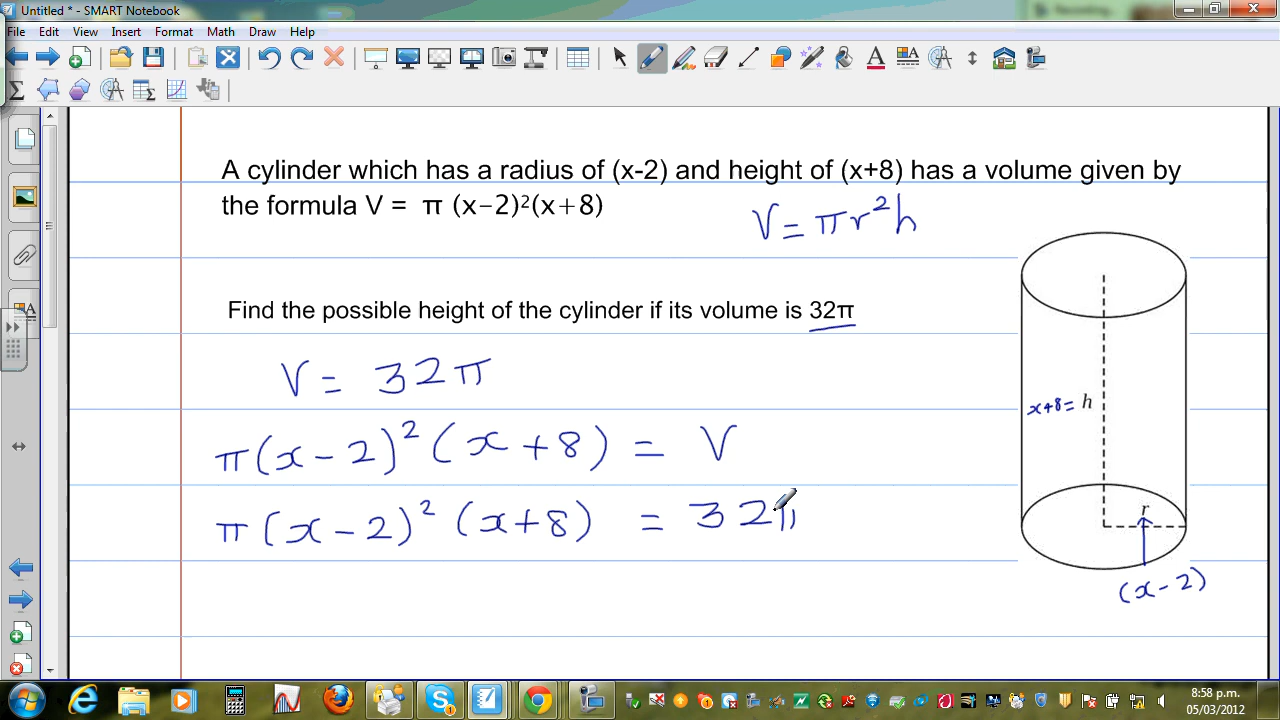 Untitled * - SMART Notebook
Recording...
File Edit View Insert Format Math Draw Help
A cylinder which has a radius of (x-2) and height of (x+8) has a volume given by
the formula V = π (x−2)²(x+8)
V = πr²h
Find the possible height of the cylinder if its volume is 32π
V = 32π
x+8= h
π(x-2)²(x+8) = V
π(x-2)²(x+8) = 32π
r
(x-2)
8:58 p.m.
05/03/2012